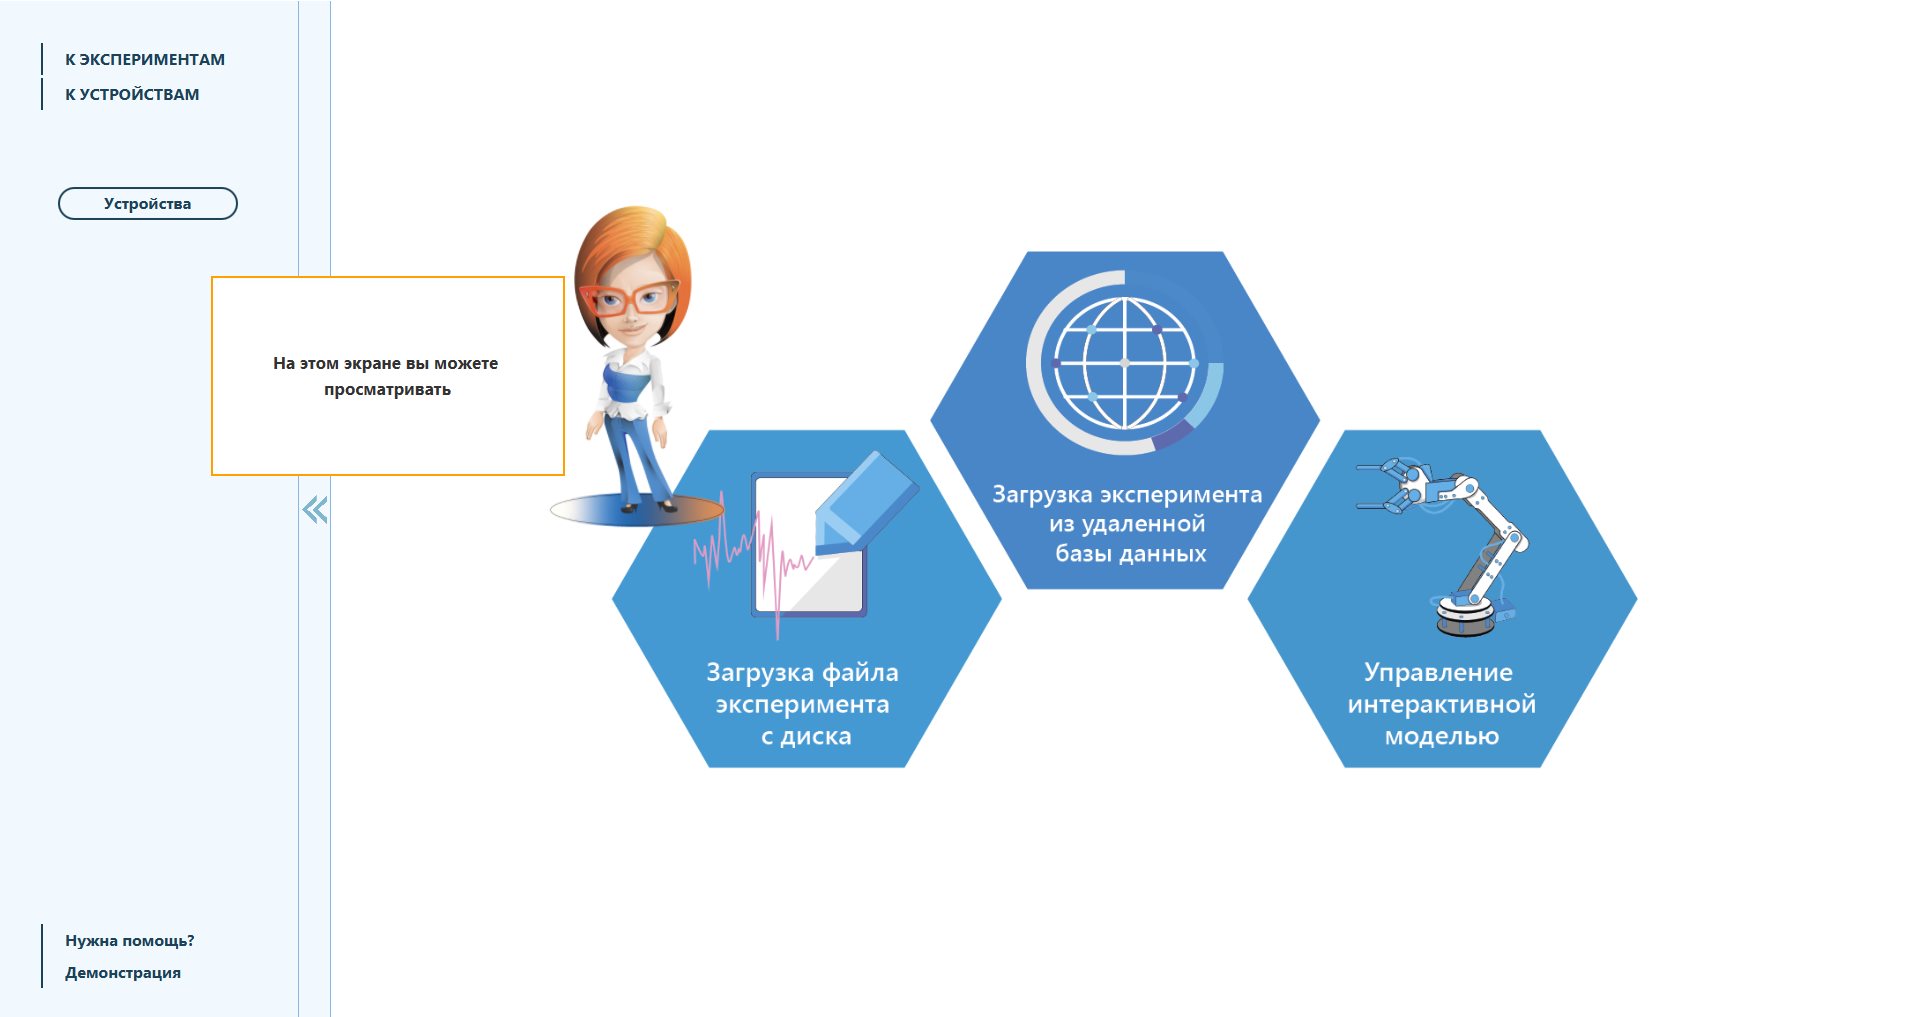 К ЭКСПЕРИМЕНТАМ
К УСТРОЙСТВАМ
Устройства
На этом экране вы можете
просматривать
Загрузка эксперимента
из удаленной
базы данных
Загрузка файла
эксперимента
с диска
Управление
интерактивной
моделью
Нужна помощь?
Демонстрация